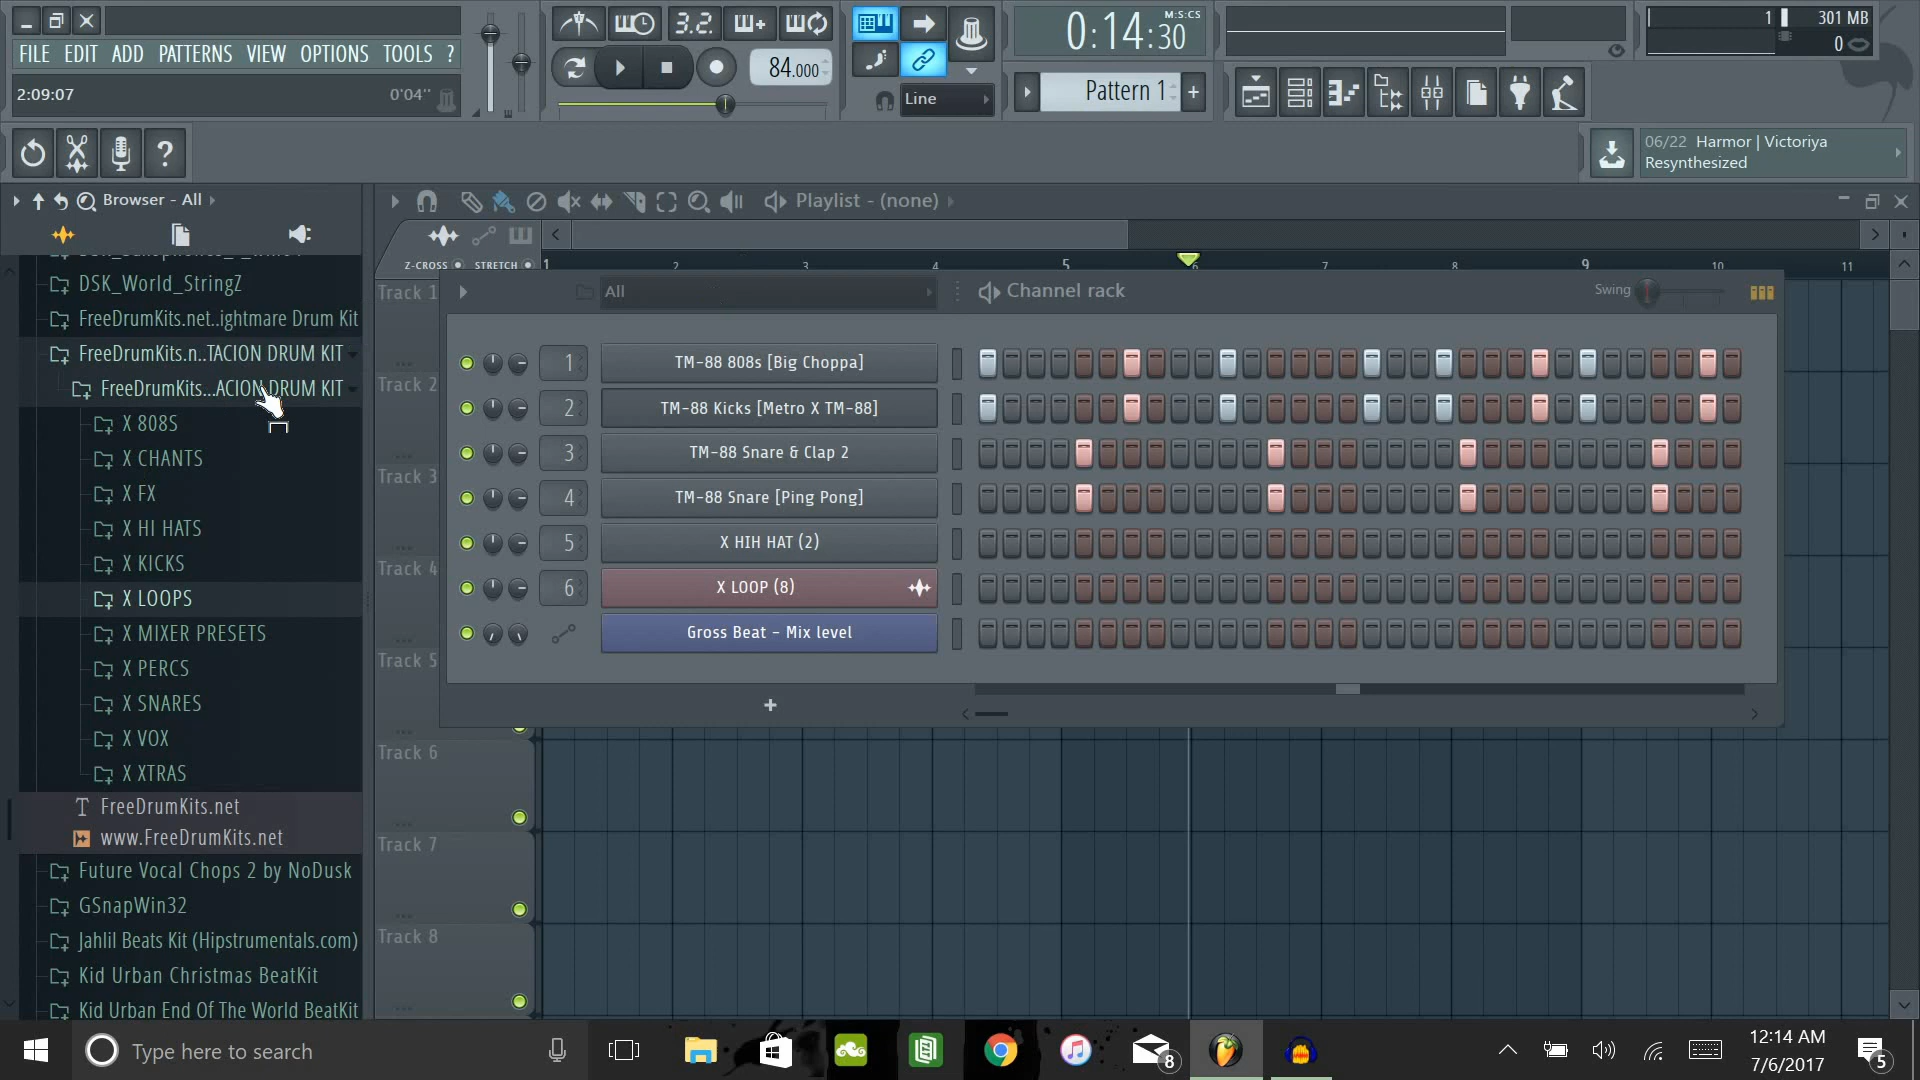 3.2.
84.000
0:14:30
M:S:CS
1
301 MB
0
FILE EDIT ADD PATTERNS VIEW OPTIONS TOOLS ?
2:09:07
0'04''
Line
Pattern 1
+
?
06/22 Harmor | Victoriya
Resynthesized
Browser - All
Playlist - (none)
Z-CROSS
STRETCH
1 2 3 4 5 6 7 8 9 10 11
DSK_World_StringZ
FreeDrumKits.net..ightmare Drum Kit
FreeDrumKits.n..TACION DRUM KIT
FreeDrumKits...ACION DRUM KIT
X 808S
X CHANTS
X FX
X HI HATS
X KICKS
X LOOPS
X MIXER PRESETS
X PERCS
X SNARES
X VOX
X XTRAS
FreeDrumKits.net
www.FreeDrumKits.net
Future Vocal Chops 2 by NoDusk
GSnapWin32
Jahlil Beats Kit (Hipstrumentals.com)
Kid Urban Christmas BeatKit
Kid Urban End Of The World BeatKit
Track 1
Track 2
Track 3
Track 4
Track 5
Track 6
Track 7
Track 8
All
Channel rack
Swing
1 TM-88 808s [Big Choppa]
2 TM-88 Kicks [Metro X TM-88]
3 TM-88 Snare & Clap 2
4 TM-88 Snare [Ping Pong]
5 X HIH HAT (2)
6 X LOOP (8)
Gross Beat - Mix level
+
Type here to search
8
12:14 AM
7/6/2017
5